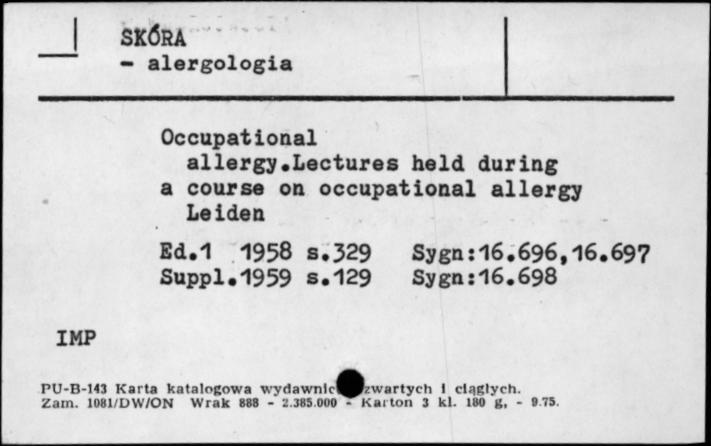 SKÓRA
- alergologia
Occupational
allergy.Lectures held during
a course on occupational allergy
Leiden
Ed.1 1958 s.329 Sygn:16.696,16.697
Suppl.1959 s.129 Sygn:16.698
IMP
PU-B-143 Karta katalogowa wydawnic zwartych i ciągłych.
Zam. 1081/DW/ON Wrak 888 - 2.385.000 - Karton 3 kl. 180 g, - 9.75.